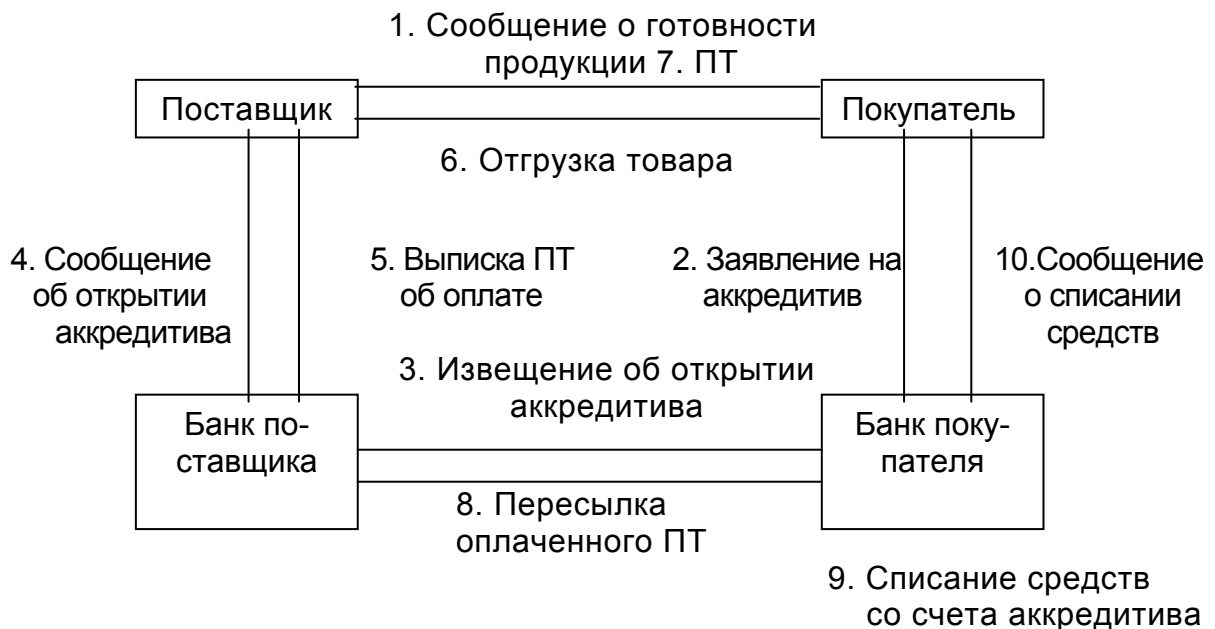 1. Сообщение о готовности
продукции 7. ПТ
Поставщик
Покупатель
6. Отгрузка товара
4. Сообщение
об открытии
аккредитива
5. Выписка ПТ
об оплате
2. Заявление на
аккредитив
10.Сообщение
о списании
средств
3. Извещение об открытии
аккредитива
Банк по-
ставщика
Банк поку-
пателя
8. Пересылка
оплаченного ПТ
9. Списание средств
со счета аккредитива